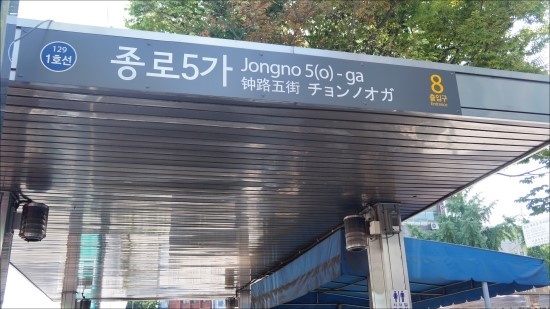 129
1호선
종로5가
Jongno 5(o) - ga
钟路五街 チョンノオガ
8
출입구